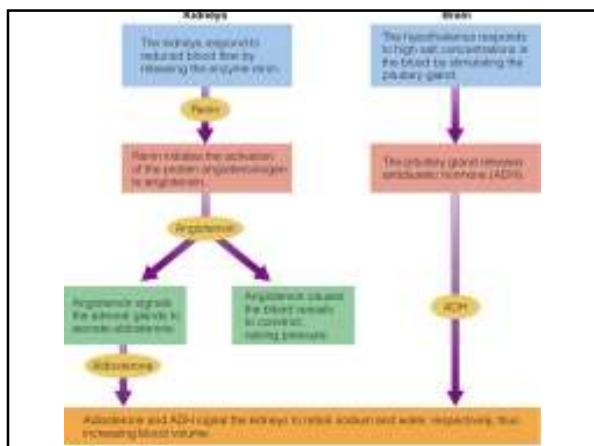 Kidneys
Brain
The kidneys respond to
reduced blood flow by
releasing the enzyme renin.
The hypothalamus responds
to high salt concentrations in
the blood by stimulating the
pituitary gland.
Renin
Renin initiates the activation
of the protein angiotensinogen
to angiotensin.
The pituitary gland releases
antidiuretic hormone (ADH).
Angiotensin
Angiotensin signals
the adrenal glands to
secrete aldosterone.
Angiotensin causes
the blood vessels
to constrict,
raising pressure.
ADH
Aldosterone
Aldosterone and ADH signal the kidneys to retain sodium and water, respectively, thus
increasing blood volume.